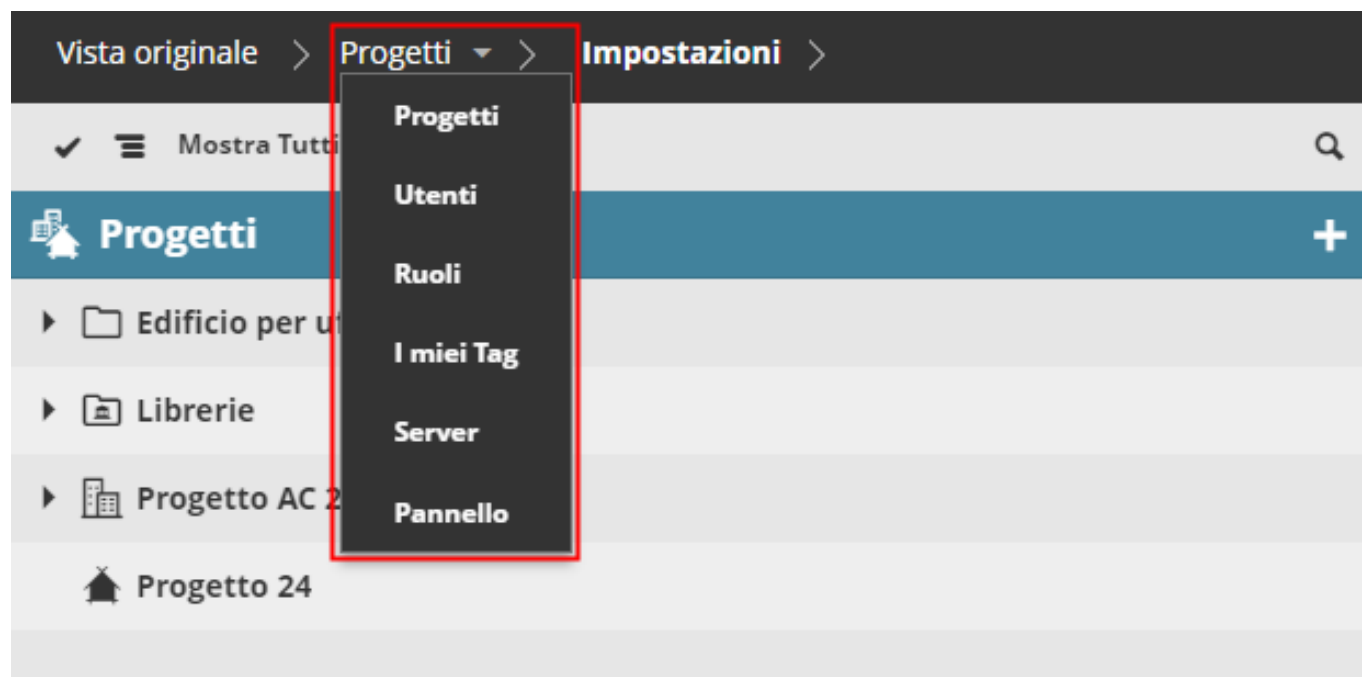 Vista originale > Progetti > Impostazioni >
Mostra Tutti
Progetti
Utenti
Ruoli
I miei Tag
Server
Pannello
Progetti
Edificio per
Librerie
Progetto AC
Progetto 24